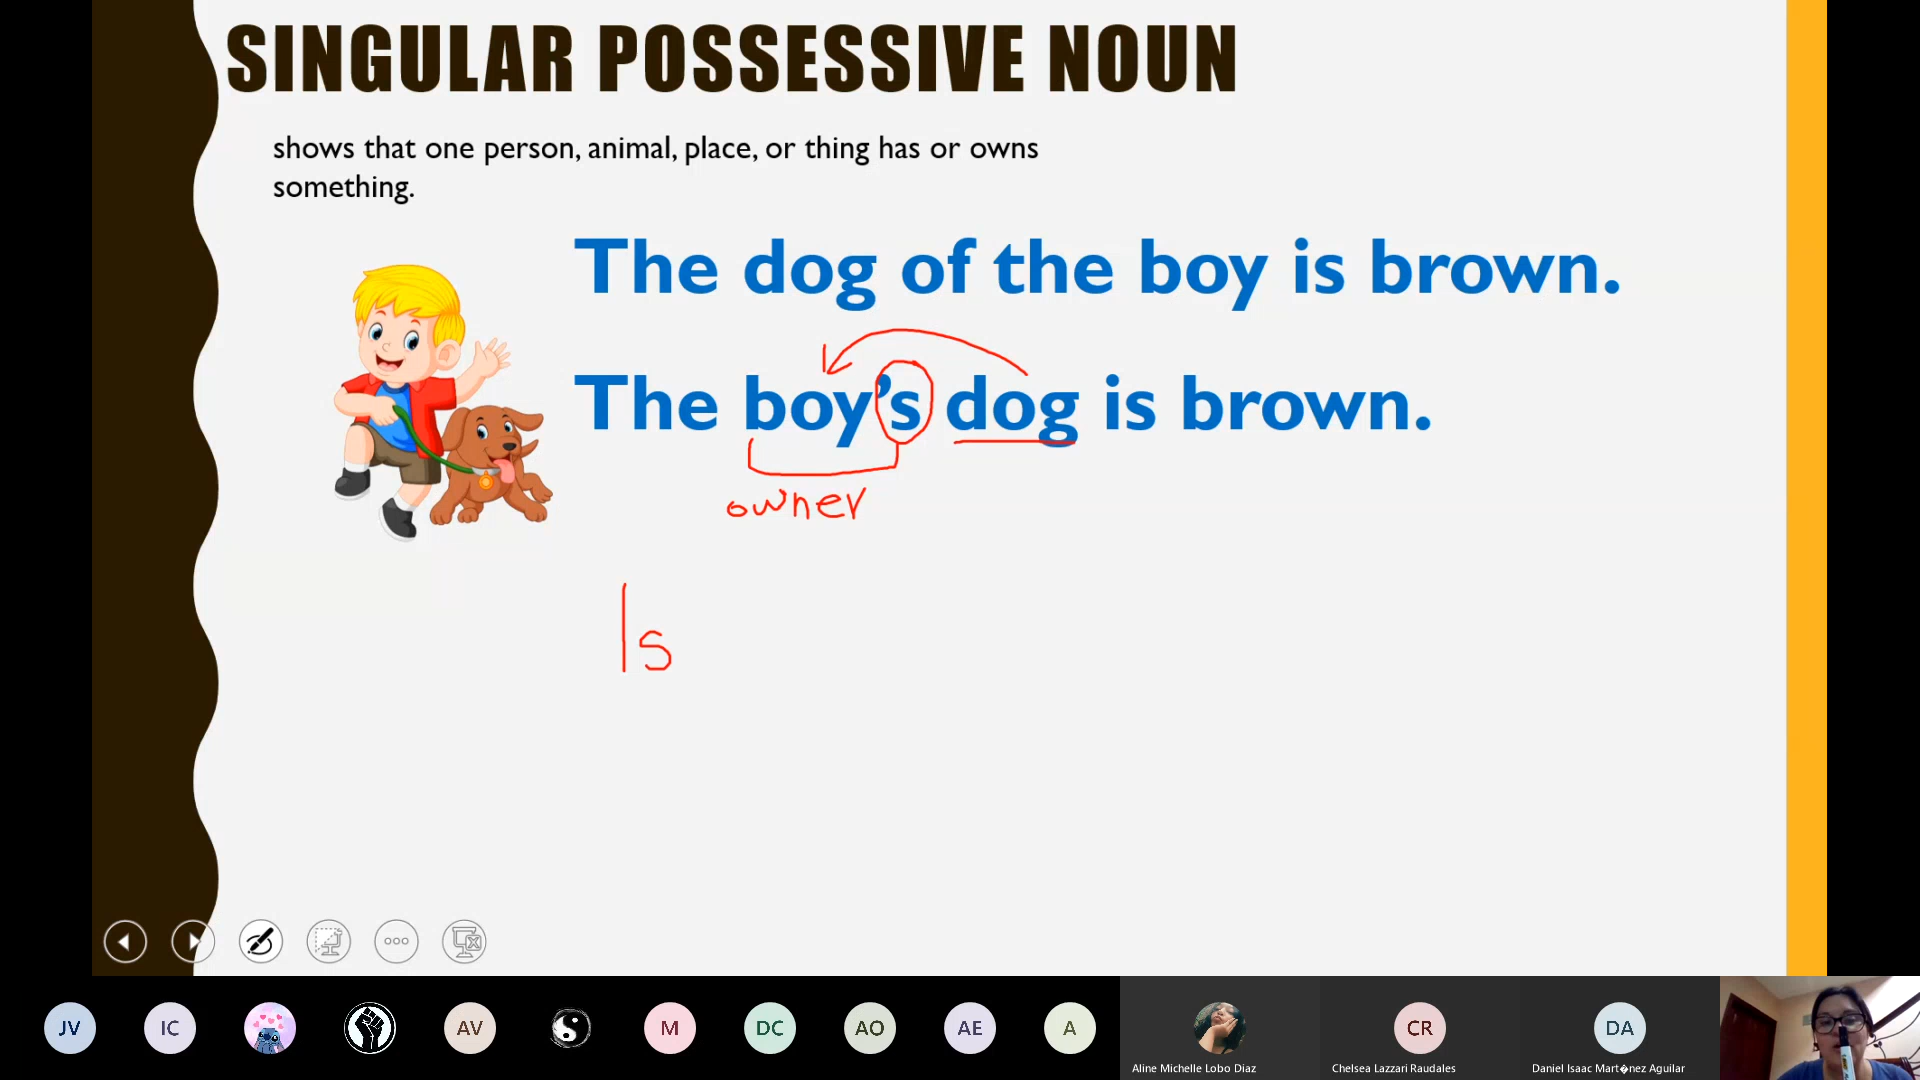 SINGULAR POSSESSIVE NOUN
shows that one person, animal, place, or thing has or owns
something.
The dog of the boy is brown.
The boy's dog is brown.
owner
Is
JV IC AV M DC AO AE A CR DA
Aline Michelle Lobo Diaz Chelsea Lazzari Raudales Daniel Isaac Mart�nez Aguilar